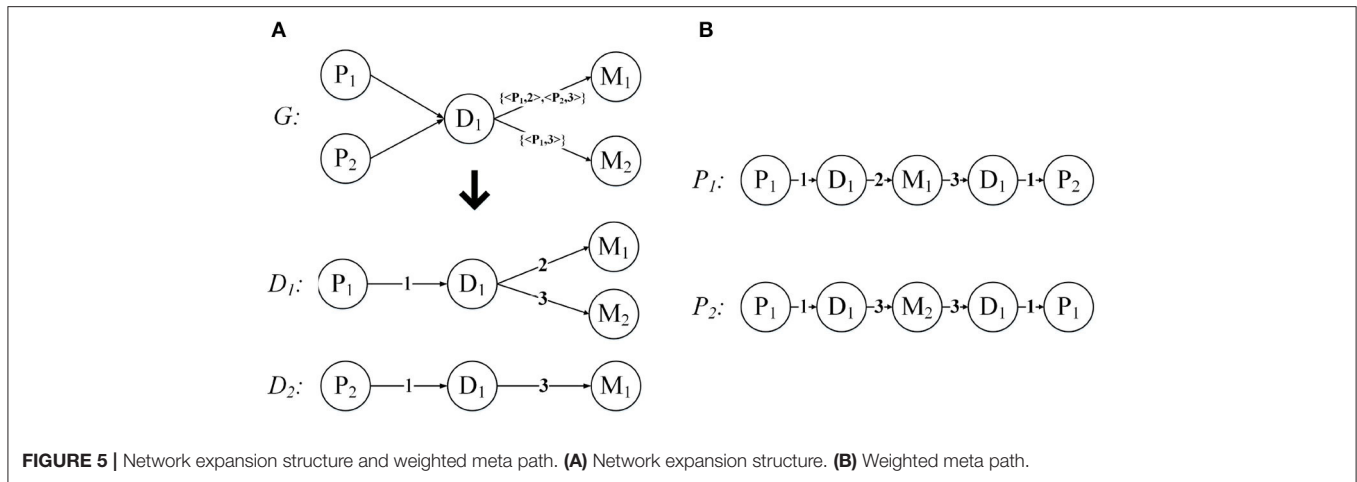 A
B
P₁
M₁
{<P₁,2>,<P₂,3>}
G:
D₁
{<P₁,3>}
P₂
M₂
P₁: P₁ 1 D₁ 2 M₁ 3 D₁ 1 P₂
M₁
2
D₁: P₁ 1 D₁
3
M₂
P₂: P₁ 1 D₁ 3 M₂ 3 D₁ 1 P₁
D₂: P₂ 1 D₁ 3 M₁
FIGURE 5 | Network expansion structure and weighted meta path. (A) Network expansion structure. (B) Weighted meta path.